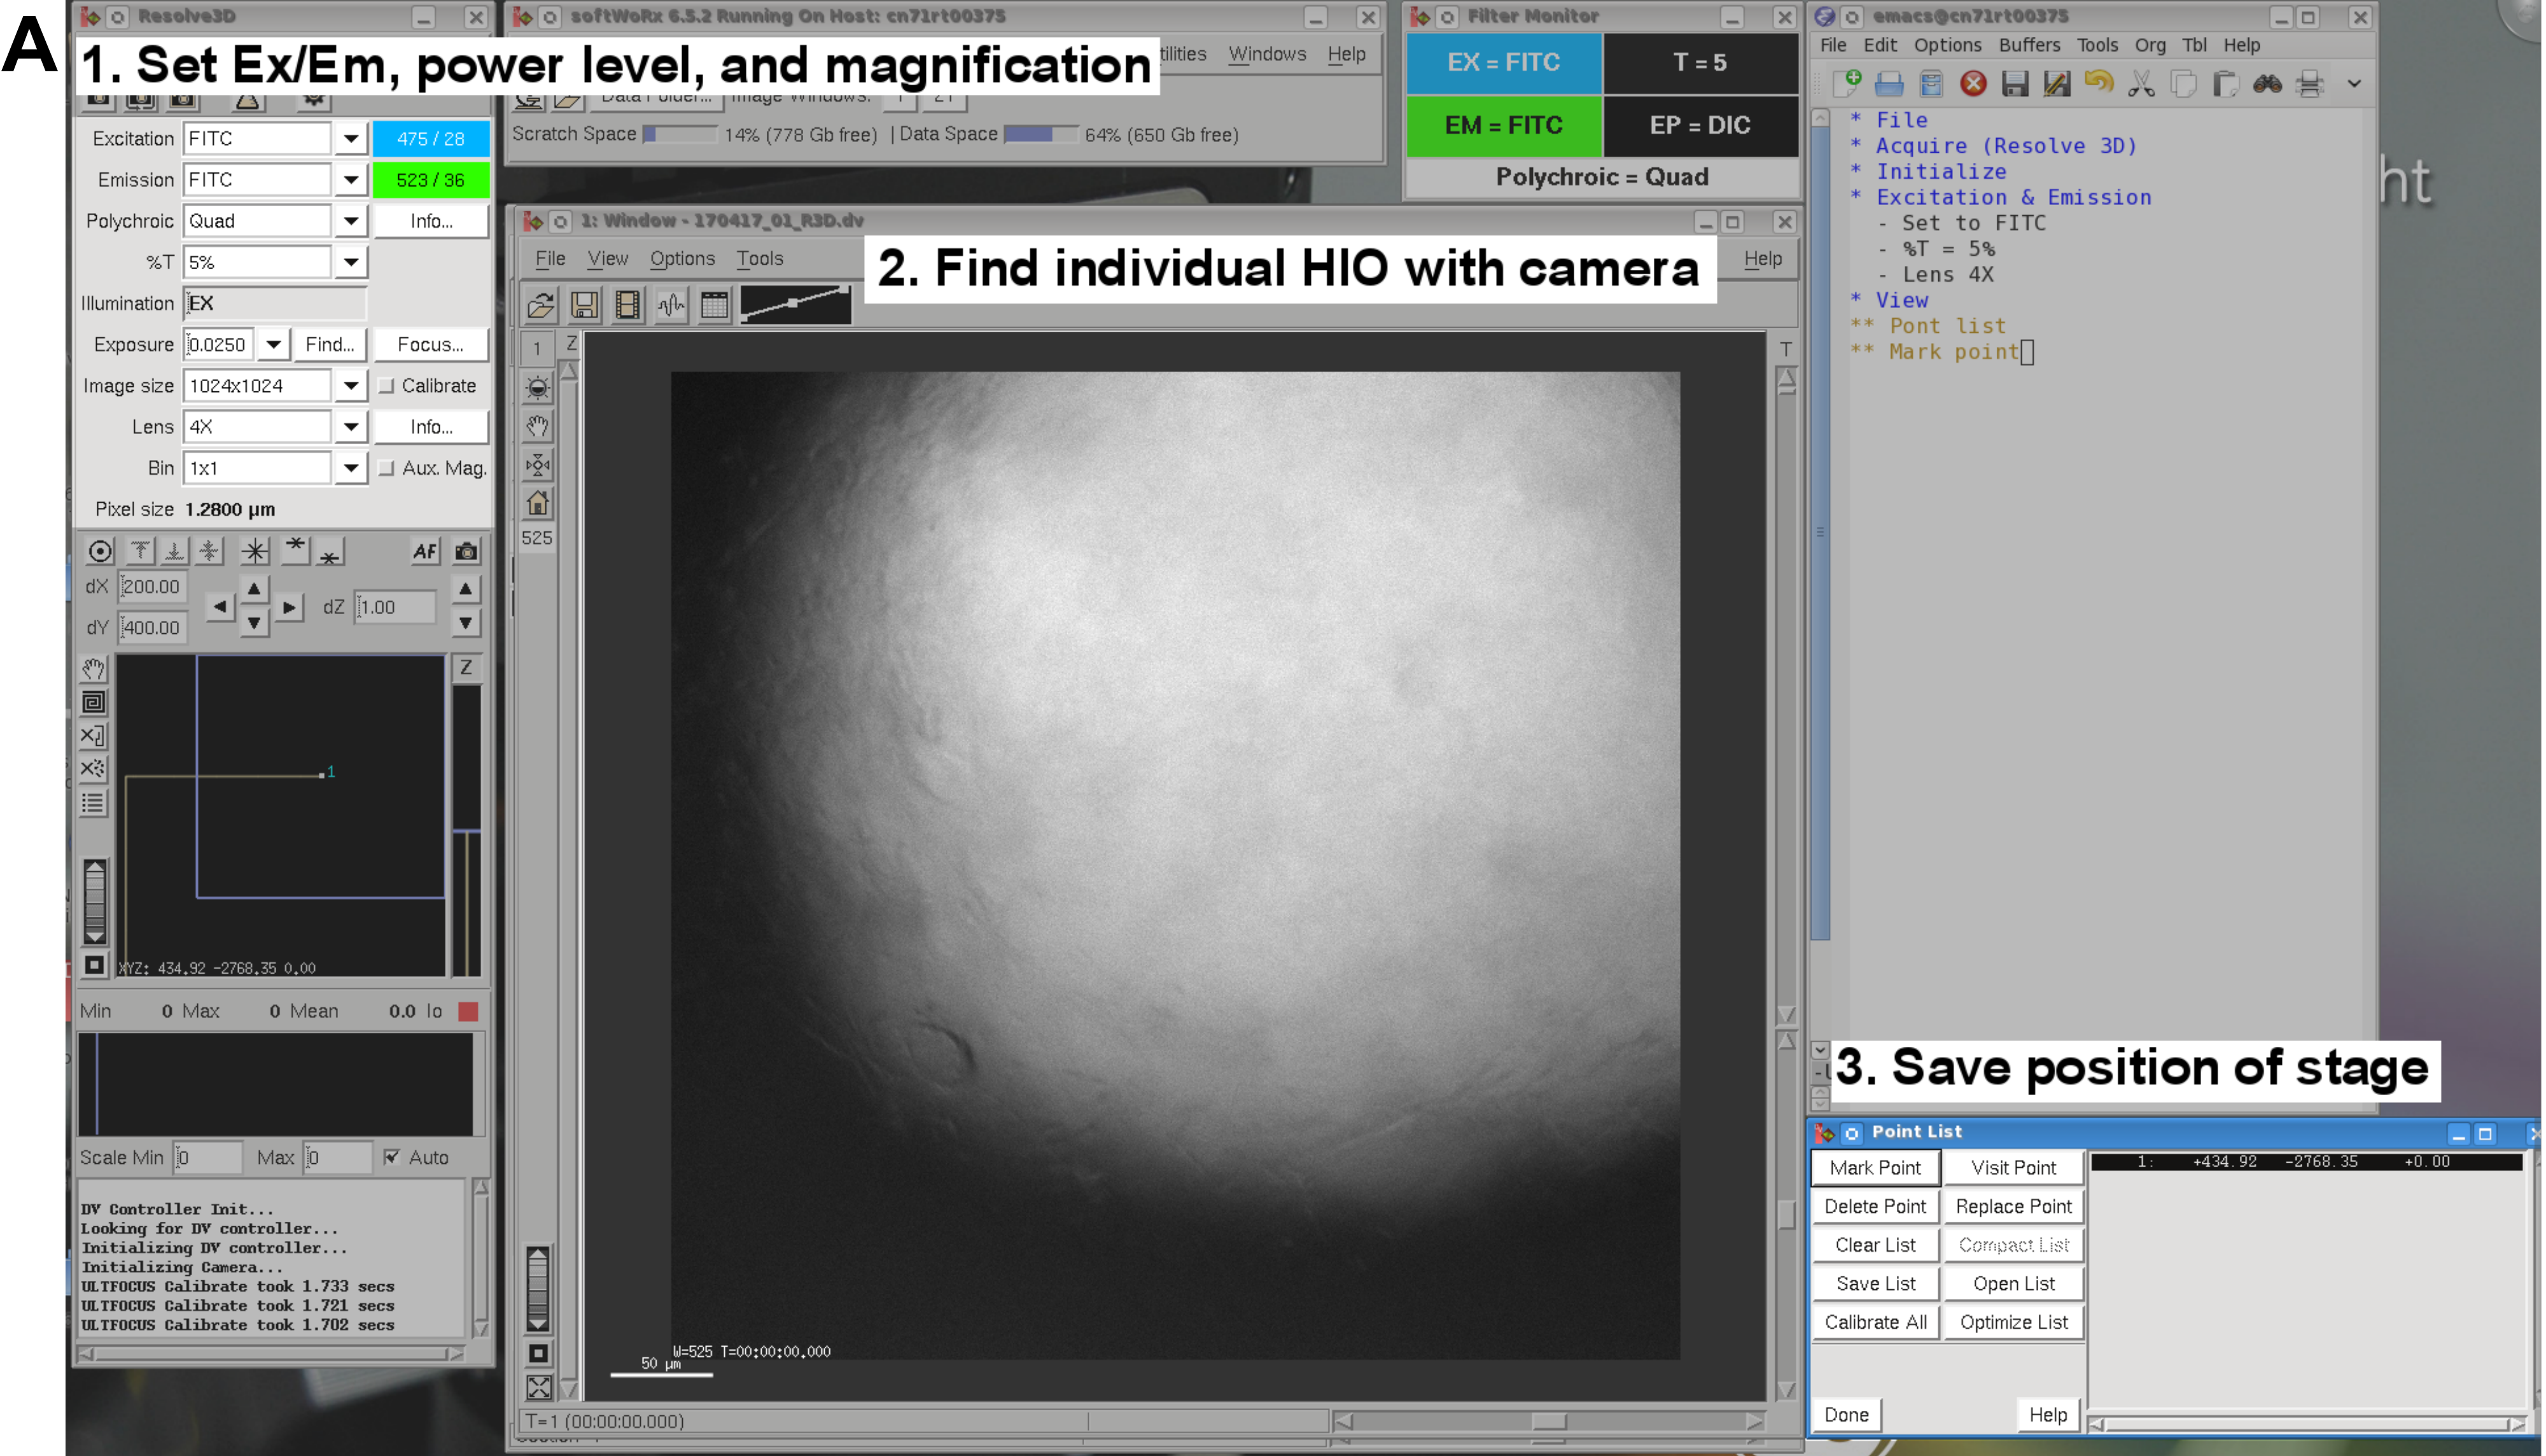 A
Resolve3D
1. Set Ex/Em, power level, and magnification
Excitation FITC 475 / 28
Emission FITC 523 / 36
Polychroic Quad Info...
%T 5%
Illumination EX
Exposure 0.0250 Find... Focus...
Image size 1024x1024 Calibrate
Lens 4X Info...
Bin 1x1 Aux. Mag.
Pixel size 1.2800 µm
AF
dX 200.00
dZ 1.00
dY 400.00
Z
1
XYZ: 434.92 -2768.35 0.00
Min 0 Max 0 Mean 0.0 Io
Scale Min 0 Max 0 Auto
DV Controller Init...
Looking for DV controller...
Initializing DV controller...
Initializing Camera...
ULTFOCUS Calibrate took 1.733 secs
ULTFOCUS Calibrate took 1.721 secs
ULTFOCUS Calibrate took 1.702 secs
softWoRx 6.5.2 Running On Host: cn71rt00375
tilities Windows Help
Data Folder... Image Windows: 1 21
Scratch Space 14% (778 Gb free) | Data Space 64% (650 Gb free)
Filter Monitor
EX = FITC T = 5
EM = FITC EP = DIC
Polychroic = Quad
1: Window - 170417_01_R3D.dv
File View Options Tools Help
2. Find individual HIO with camera
1 Z T
525
W=525 T=00:00:00.000
50 µm
T=1 (00:00:00.000)
emacs@cn71rt00375
File Edit Options Buffers Tools Org Tbl Help
* File
* Acquire (Resolve 3D)
* Initialize
* Excitation & Emission
- Set to FITC
- %T = 5%
- Lens 4X
* View
** Pont list
** Mark point
ht
3. Save position of stage
Point List
Mark Point Visit Point 1: +434.92 -2768.35 +0.00
Delete Point Replace Point
Clear List Compact List
Save List Open List
Calibrate All Optimize List
Done Help